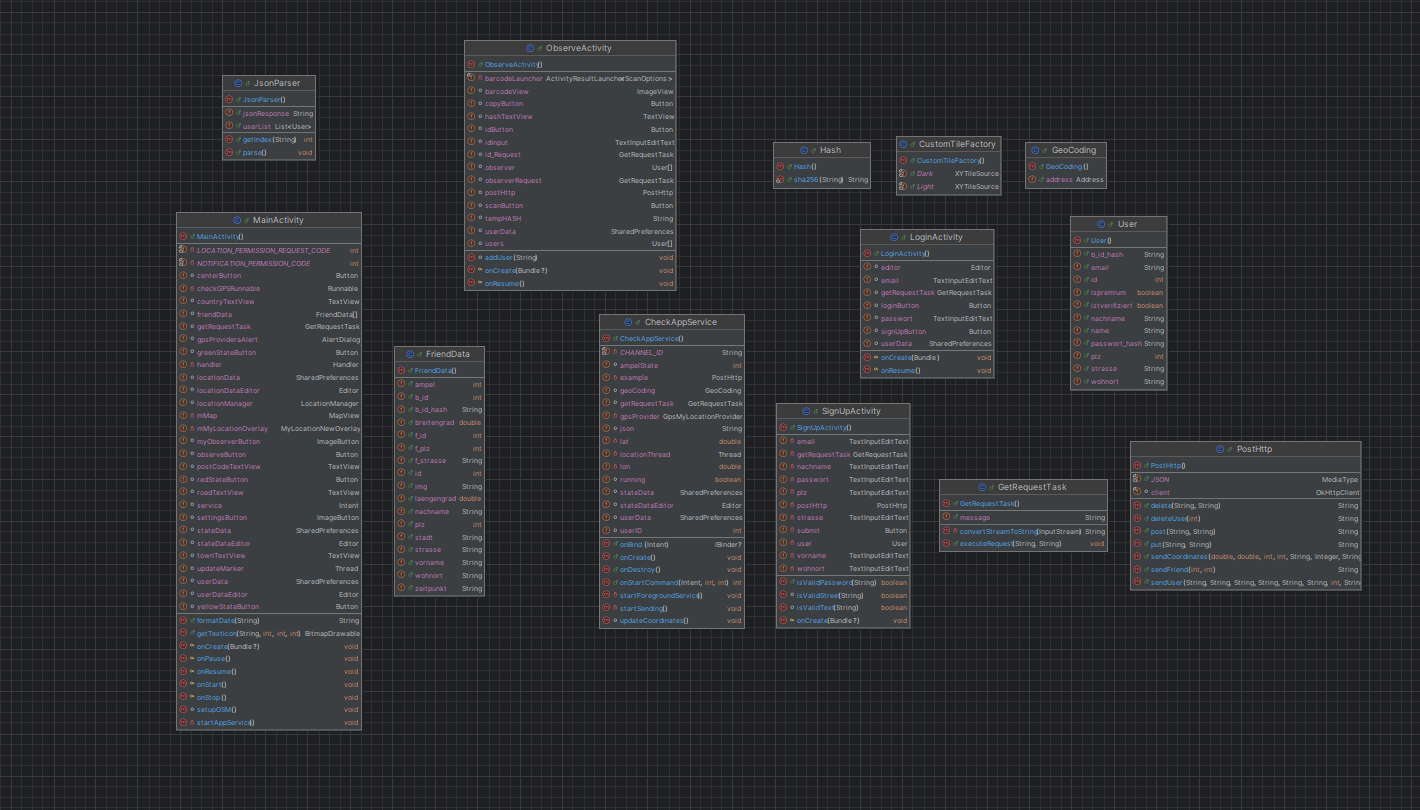 JsonParser
JsonParser()
jsonResponse String
userList List<User>
getIndex(String) int
parse() void
ObserveActivity
ObserveActivity()
barcodeLauncher ActivityResultLauncher<ScanOptions>
barcodeView ImageView
copyButton Button
hashTextView TextView
idButton Button
idInput TextInputEditText
id_Request GetRequestTask
observer User[]
observerRequest GetRequestTask
postHttp PostHttp
scanButton Button
tempHASH String
userData SharedPreferences
users User[]
addUser(String) void
onCreate(Bundle?) void
onResume() void
Hash
Hash()
sha256(String) String
CustomTileFactory
CustomTileFactory()
Dark XYTileSource
Light XYTileSource
GeoCoding
GeoCoding()
address Address
MainActivity
MainActivity()
LOCATION_PERMISSION_REQUEST_CODE int
NOTIFICATION_PERMISSION_CODE int
centerButton Button
checkGPSRunnable Runnable
countryTextView TextView
friendData FriendData[]
getRequestTask GetRequestTask
gpsProvideraAlert AlertDialog
greenStateButton Button
handler Handler
locationData SharedPreferences
locationDataEditor Editor
locationManager LocationManager
mMap MapView
mMyLocationOverlay MyLocationNewOverlay
myObserverButton ImageButton
observeButton Button
postCodeTextView TextView
redStateButton Button
roadTextView TextView
service Intent
settingsButton ImageButton
stateData SharedPreferences
stateDataEditor Editor
townTextView TextView
updateMarker Thread
userData SharedPreferences
userDataEditor Editor
yellowStateButton Button
formatDate(String) String
getTextIcon(String, int, int, int) BitmapDrawable
onCreate(Bundle?) void
onPause() void
onResume() void
onStart() void
onStop() void
setupOSM() void
startAppService() void
FriendData
FriendData()
ampel int
b_id int
b_id_hash String
breitengrad double
f_id int
f_plz int
f_strasse String
id int
img String
laengengrad double
nachname String
plz int
stadt String
strasse String
vorname String
wohnort String
zeitpunkt String
CheckAppService
CheckAppService()
CHANNEL_ID String
ampelState int
example PostHttp
geoCoding GeoCoding
getRequestTask GetRequestTask
gpsProvider GpsMyLocationProvider
json String
lat double
locationThread Thread
lon double
running boolean
stateData SharedPreferences
stateDataEditor Editor
userData SharedPreferences
userID int
onBind(Intent) IBinder?
onCreate() void
onDestroy() void
onStartCommand(Intent, int, int) int
startForegroundService() void
startSending() void
updateCoordinates() void
LoginActivity
LoginActivity()
editor Editor
email TextInputEditText
getRequestTask GetRequestTask
loginButton Button
passwort TextInputEditText
signUpButton Button
userData SharedPreferences
onCreate(Bundle) void
onResume() void
User
User()
b_id_hash String
email String
id int
ispremium boolean
istverifiziert boolean
nachname String
name String
passwort_hash String
plz int
strasse String
wohnort String
SignUpActivity
SignUpActivity()
email TextInputEditText
getRequestTask GetRequestTask
nachname TextInputEditText
passwort TextInputEditText
plz TextInputEditText
postHttp PostHttp
strasse TextInputEditText
submit Button
user User
vorname TextInputEditText
wohnort TextInputEditText
isValidPassword(String) boolean
isValidStreet(String) boolean
isValidText(String) boolean
onCreate(Bundle?) void
GetRequestTask
GetRequestTask()
message String
convertStreamToString(InputStream) String
executeRequest(String, String) void
PostHttp
PostHttp()
JSON MediaType
client OkHttpClient
delete(String, String) String
deleteUser(int) String
post(String, String) String
put(String, String) String
sendCoordinates(double, double, int, int, String, Integer, String
sendFriend(int, int) String
sendUser(String, String, String, String, String, String, int, Strin